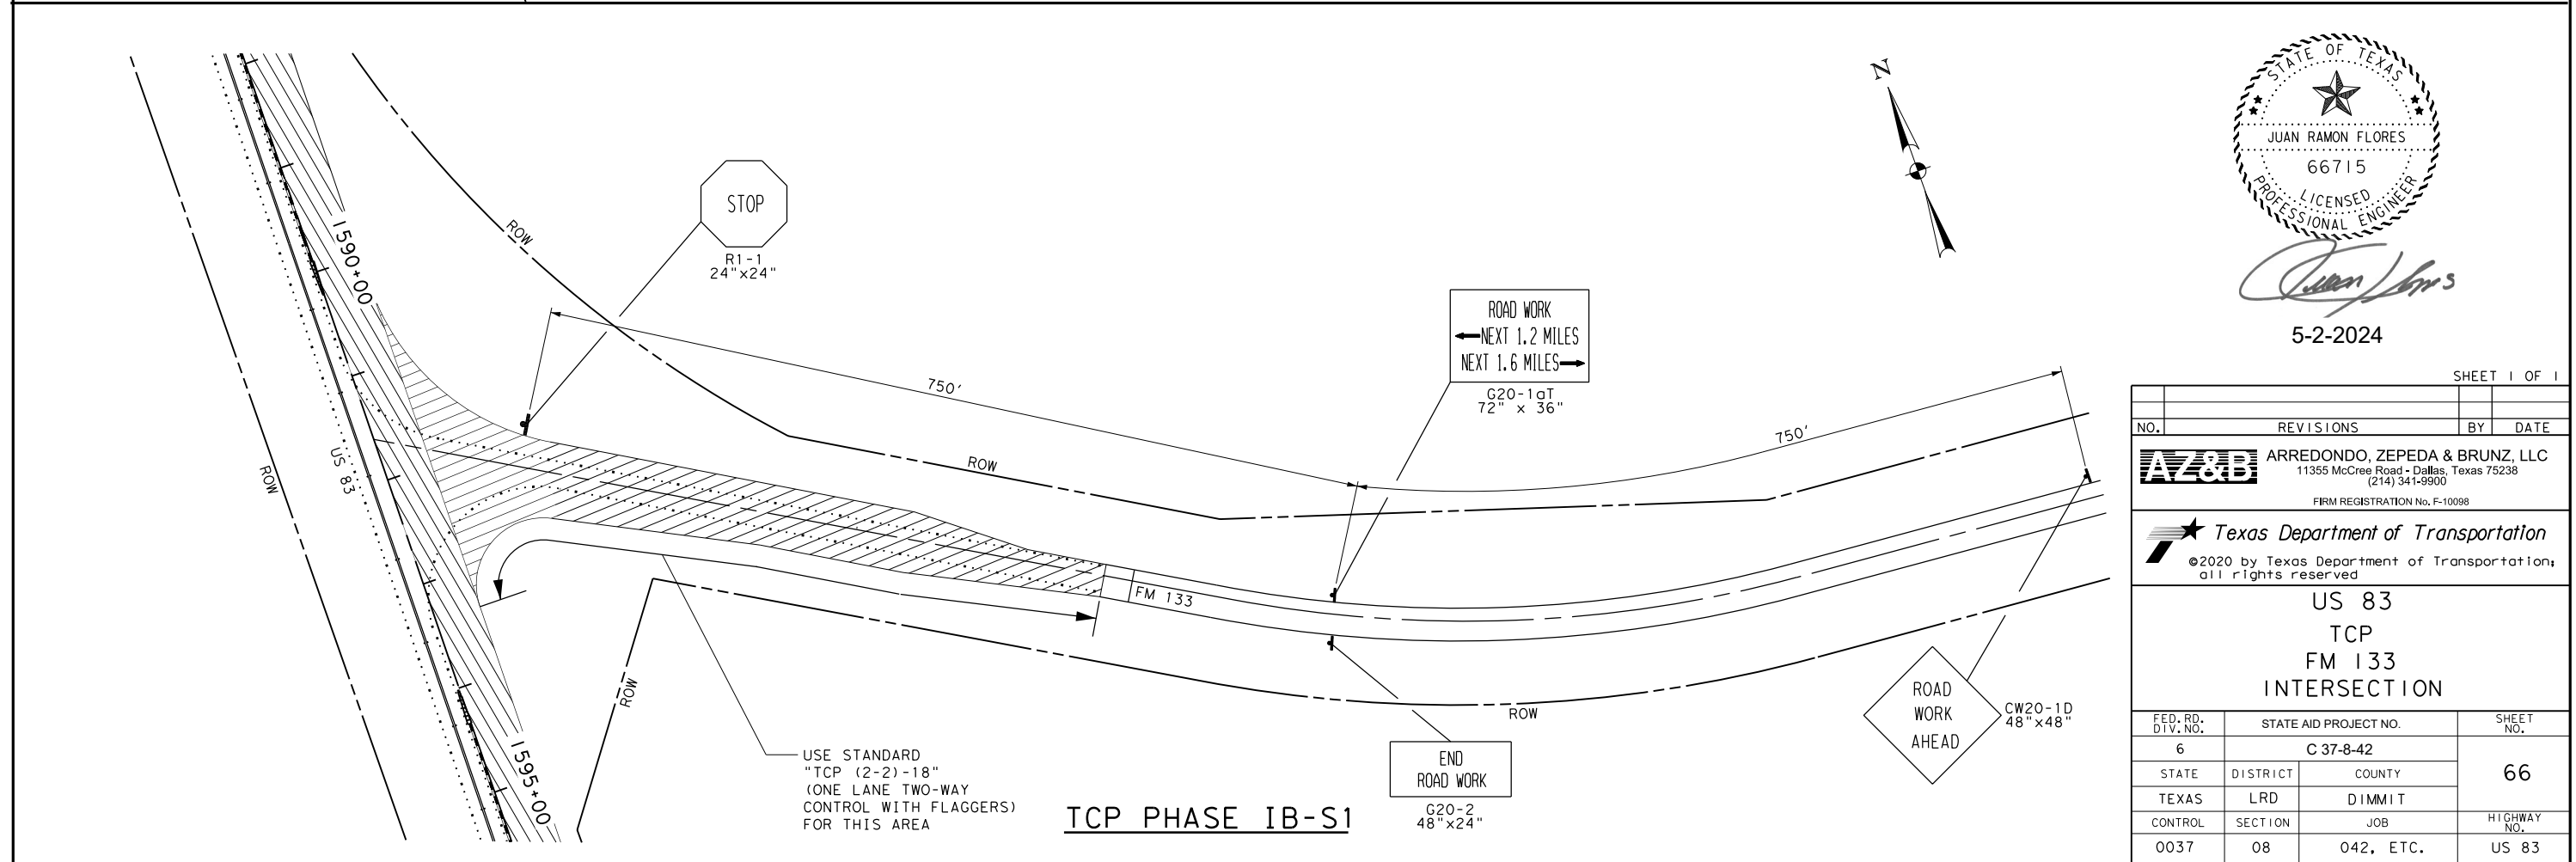 N
STATE OF TEXAS
JUAN RAMON FLORES
66715
LICENSED
PROFESSIONAL ENGINEER
5-2-2024
STOP
R1-1
24"x24"
ROW
1590+00
ROAD WORK
NEXT 1.2 MILES
NEXT 1.6 MILES
G20-1aT
72" x 36"
750'
750'
ROW
ROW
US 83
FM 133
ROW
ROW
1595+00
USE STANDARD
"TCP (2-2)-18"
(ONE LANE TWO-WAY
CONTROL WITH FLAGGERS)
FOR THIS AREA
END
ROAD WORK
G20-2
48"x24"
ROAD
WORK
AHEAD
CW20-1D
48"x48"
TCP PHASE IB-S1
SHEET 1 OF 1
NO. REVISIONS BY DATE
AZ&B
ARREDONDO, ZEPEDA & BRUNZ, LLC
11355 McCree Road - Dallas, Texas 75238
(214) 341-9900
FIRM REGISTRATION No. F-10098
Texas Department of Transportation
©2020 by Texas Department of Transportation;
all rights reserved
US 83
TCP
FM 133
INTERSECTION
FED.RD. DIV.NO. STATE AID PROJECT NO. SHEET NO.
6 C 37-8-42 66
STATE DISTRICT COUNTY
TEXAS LRD DIMMIT
CONTROL SECTION JOB HIGHWAY NO.
0037 08 042, ETC. US 83